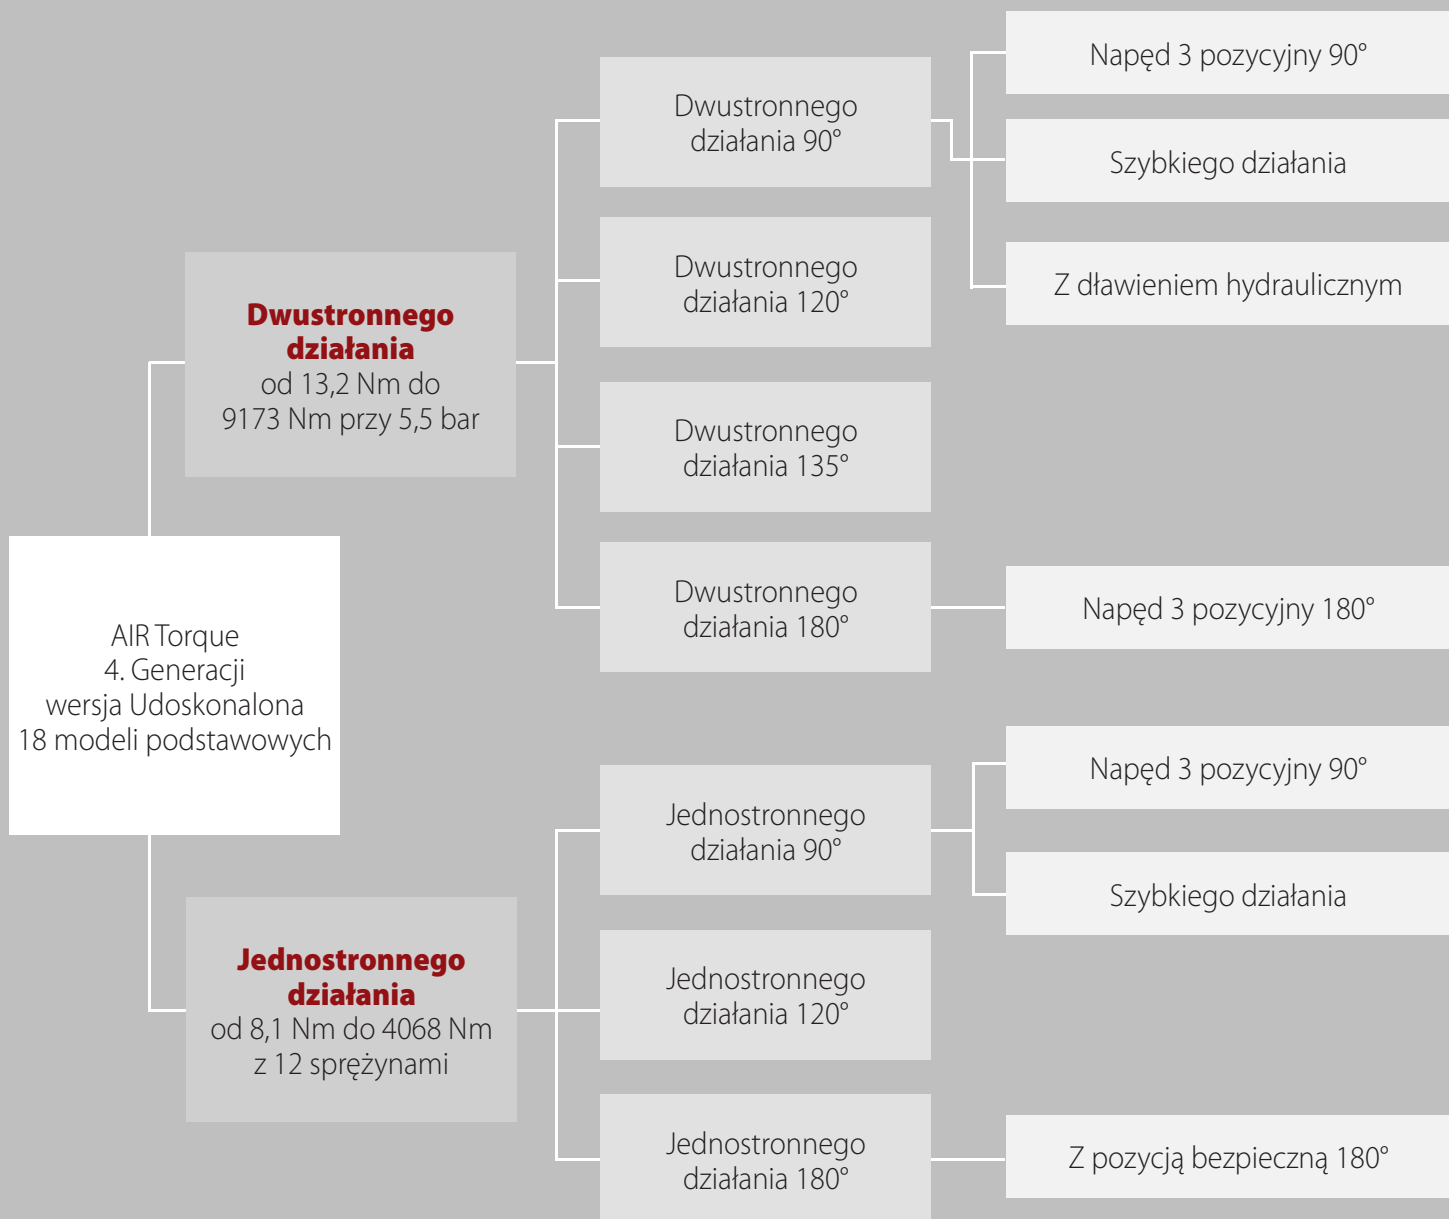 AIR Torque
4. Generacji
wersja Udoskonalona
18 modeli podstawowych
Dwustronnego
działania
od 13,2 Nm do
9173 Nm przy 5,5 bar
Dwustronnego
działania 90°
Napęd 3 pozycyjny 90°
Szybkiego działania
Z dławieniem hydraulicznym
Dwustronnego
działania 120°
Dwustronnego
działania 135°
Dwustronnego
działania 180°
Napęd 3 pozycyjny 180°
Jednostronnego
działania
od 8,1 Nm do 4068 Nm
z 12 sprężynami
Jednostronnego
działania 90°
Napęd 3 pozycyjny 90°
Szybkiego działania
Jednostronnego
działania 120°
Jednostronnego
działania 180°
Z pozycją bezpieczną 180°